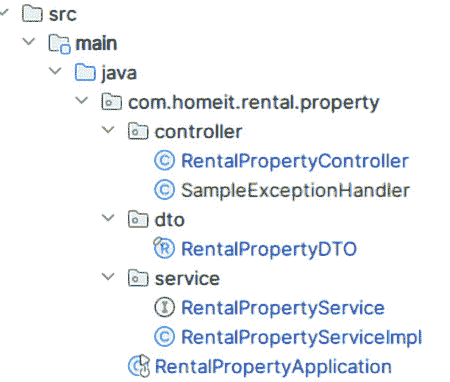 src
main
java
com.homeit.rental.property
controller
RentalPropertyController
SampleExceptionHandler
dto
RentalPropertyDTO
service
RentalPropertyService
RentalPropertyServiceImpl
RentalPropertyApplication